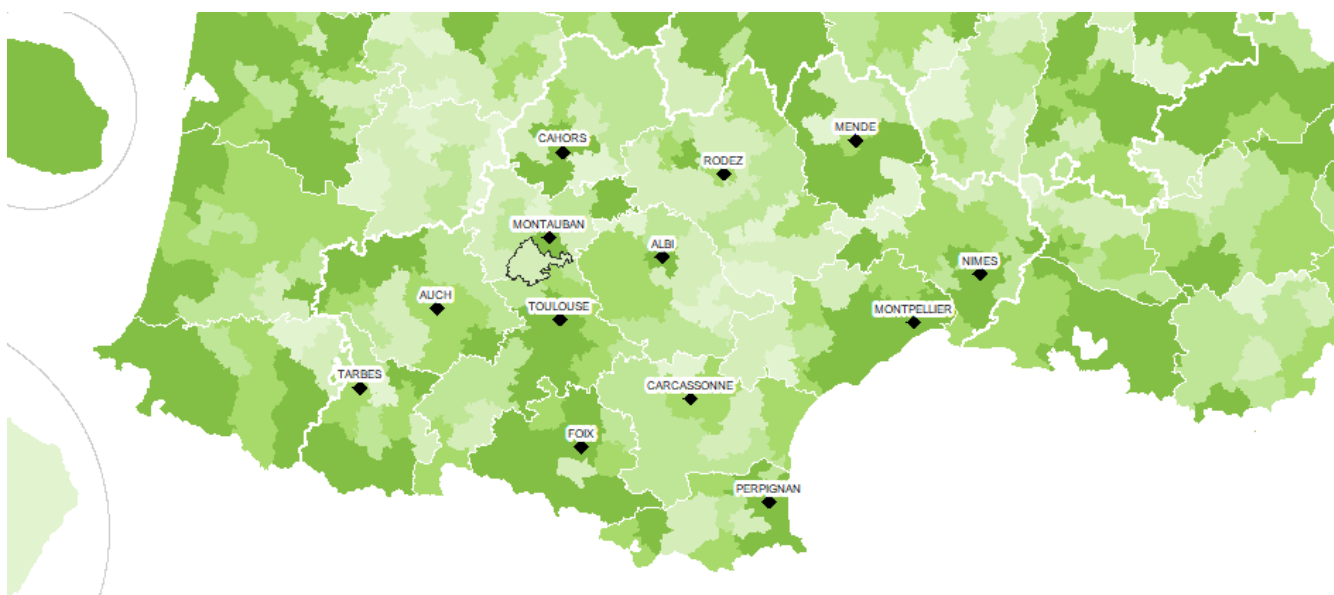 MENDE
CAHORS
RODEZ
MONTAUBAN
ALBI
NIMES
AUCH
TOULOUSE
MONTPELLIER
TARBES
CARCASSONNE
FOIX
PERPIGNAN